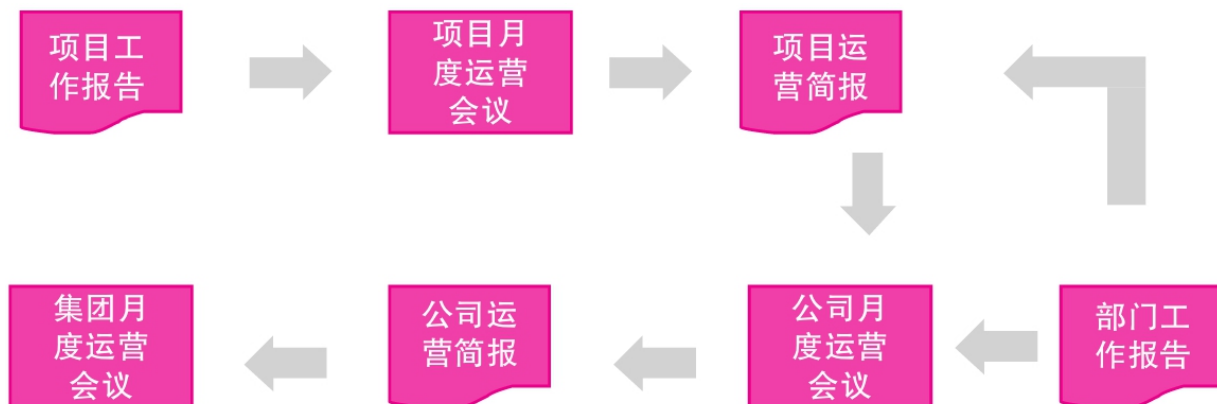 项目工
作报告
项目月
度运营
会议
项目运
营简报
集团月
度运营
会议
公司运
营简报
公司月
度运营
会议
部门工
作报告